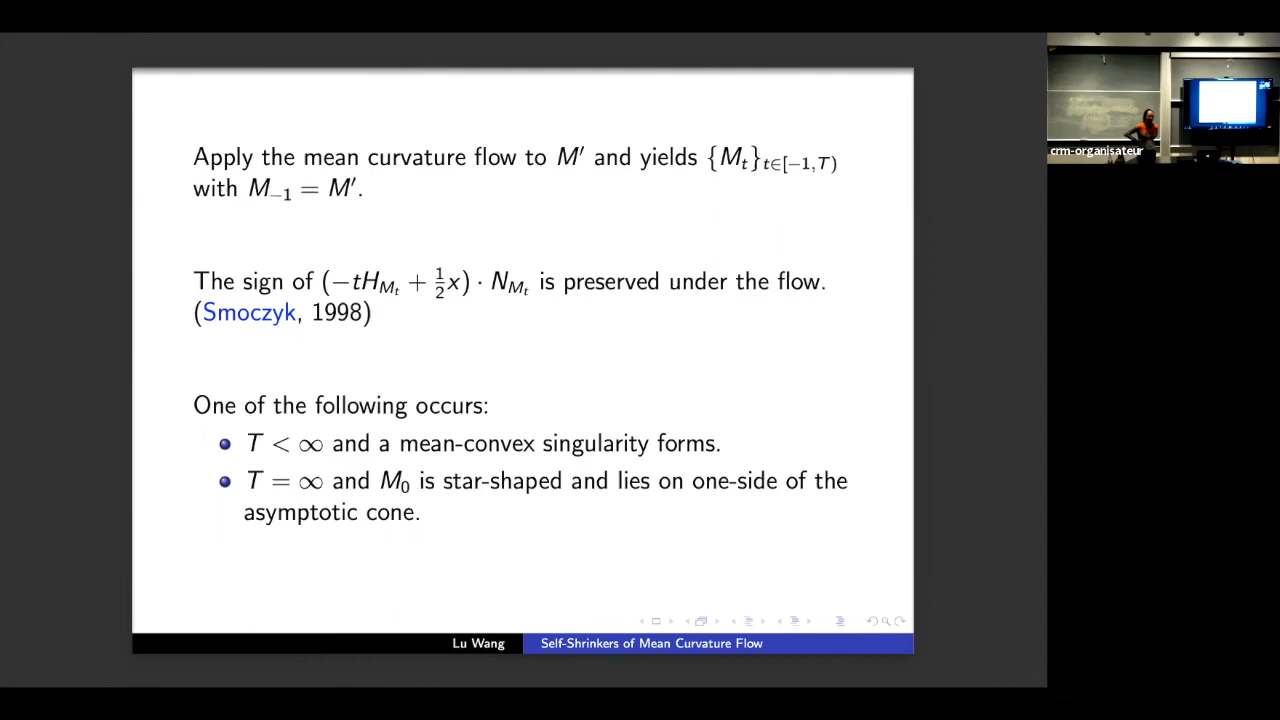 Apply the mean curvature flow to M′ and yields {M_t}_{t∈[−1,T)}
with M_{−1} = M′.
The sign of (−tH_{M_t} + ½x) · N_{M_t} is preserved under the flow.
(Smoczyk, 1998)
One of the following occurs:
T < ∞ and a mean-convex singularity forms.
T = ∞ and M_0 is star-shaped and lies on one-side of the
asymptotic cone.
Lu Wang
Self-Shrinkers of Mean Curvature Flow
crm-organisateur